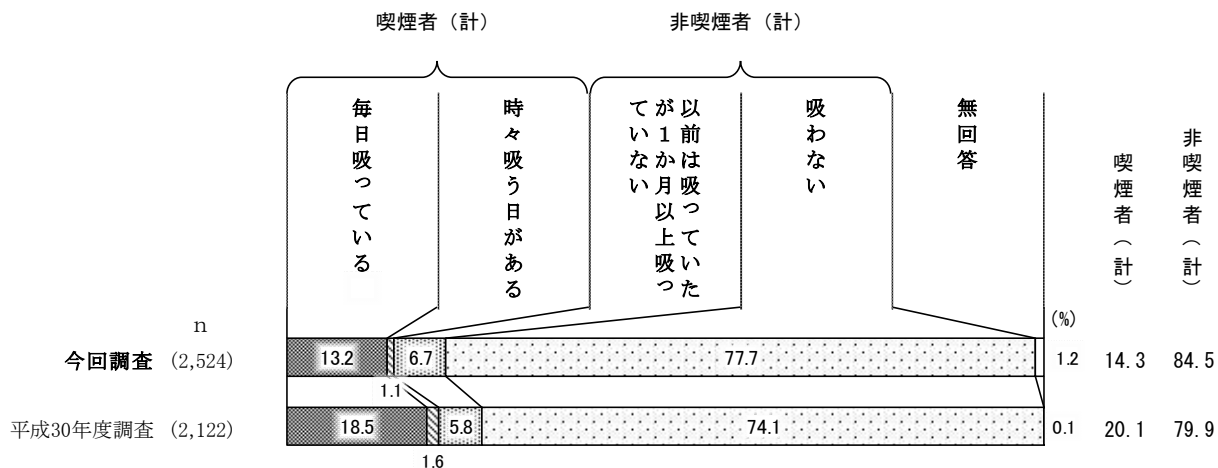 喫煙者（計）
非喫煙者（計）
毎日吸っている
時々吸う日がある
以前は吸っていた
が１か月以上吸っ
ていない
吸わない
無回答
喫煙者（計）
非喫煙者（計）
(%)
n
今回調査 (2,524)
13.2
1.1
6.7
77.7
1.2
14.3
84.5
平成30年度調査 (2,122)
18.5
1.6
5.8
74.1
0.1
20.1
79.9